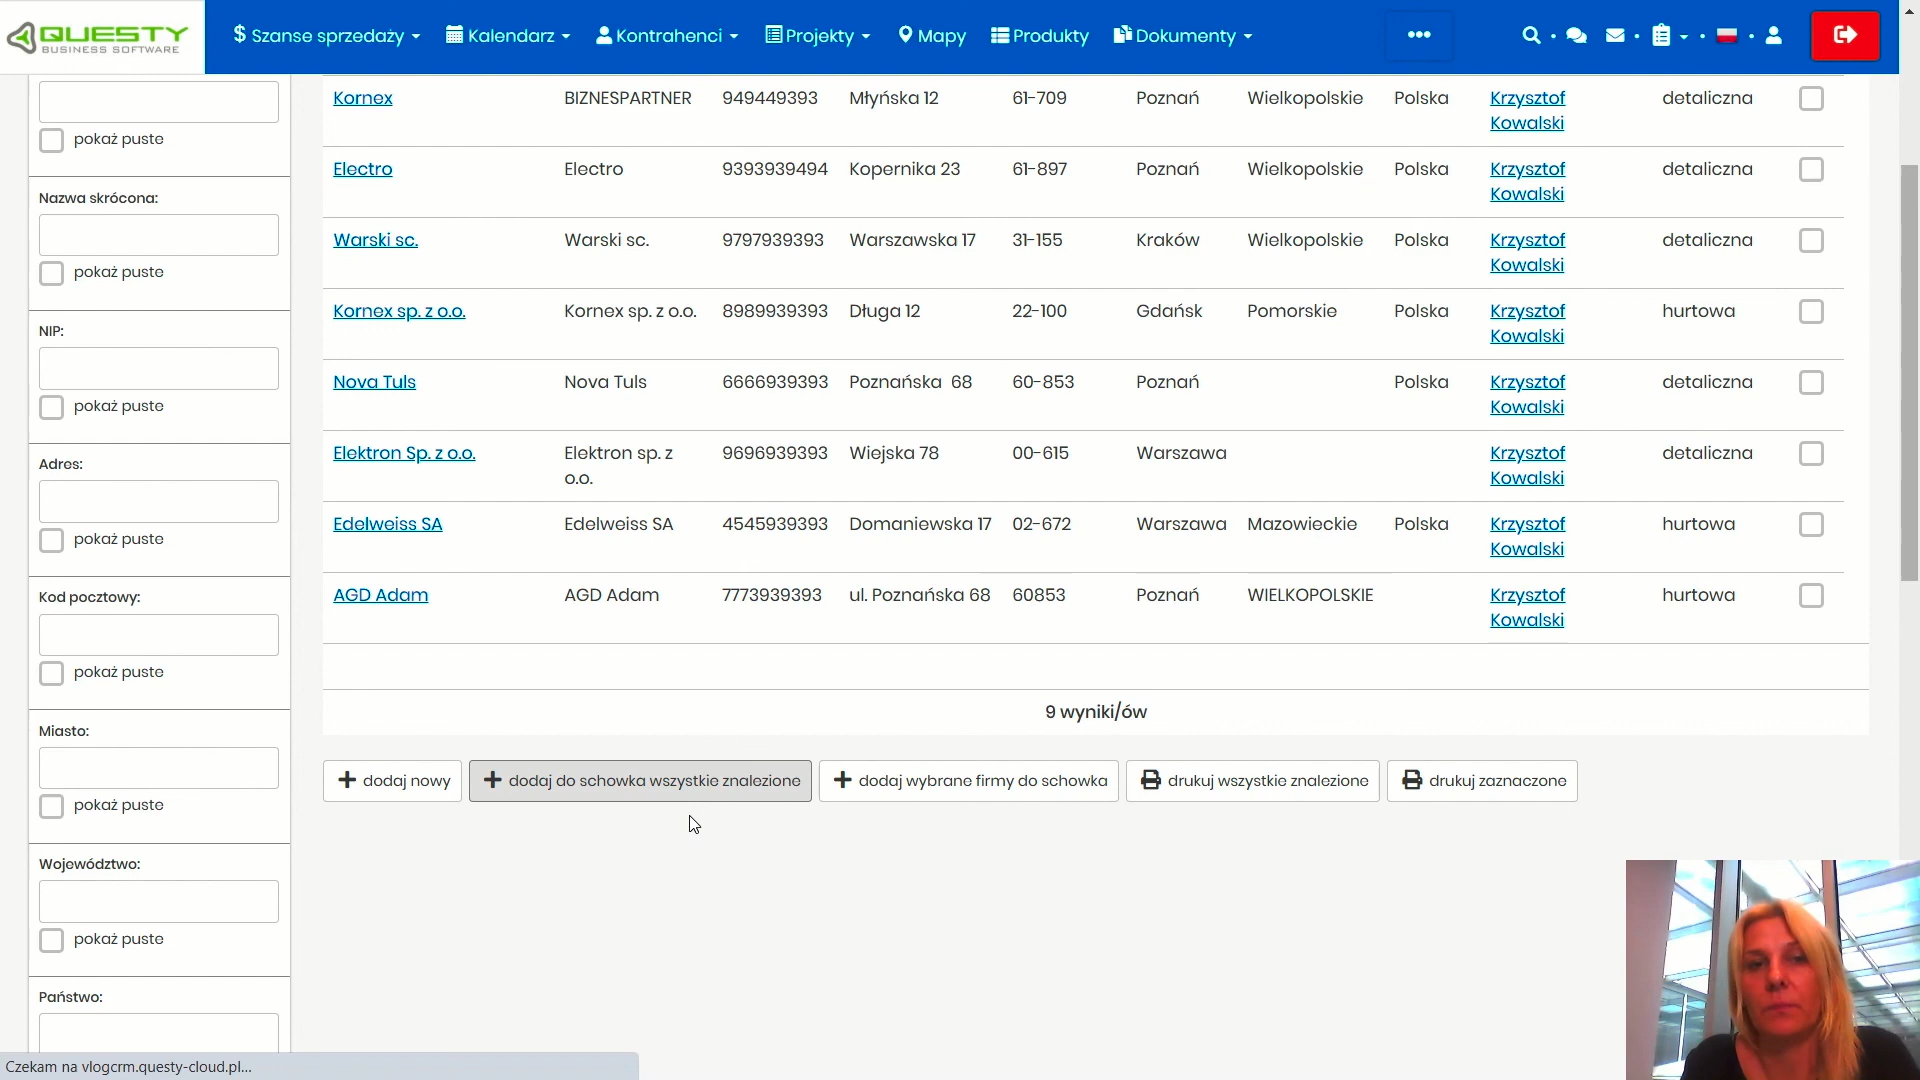 QUESTY
BUSINESS SOFTWARE
Szanse sprzedaży
Kalendarz
Kontrahenci
Projekty
Mapy
Produkty
Dokumenty
pokaż puste
Nazwa skrócona:
pokaż puste
NIP:
pokaż puste
Adres:
pokaż puste
Kod pocztowy:
pokaż puste
Miasto:
pokaż puste
Województwo:
pokaż puste
Państwo:
Kornex BIZNESPARTNER 949449393 Młyńska 12 61-709 Poznań Wielkopolskie Polska Krzysztof detaliczna
Kowalski
Electro Electro 9393939494 Kopernika 23 61-897 Poznań Wielkopolskie Polska Krzysztof detaliczna
Kowalski
Warski sc. Warski sc. 9797939393 Warszawska 17 31-155 Kraków Wielkopolskie Polska Krzysztof detaliczna
Kowalski
Kornex sp. z o.o. Kornex sp. z o.o. 8989939393 Długa 12 22-100 Gdańsk Pomorskie Polska Krzysztof hurtowa
Kowalski
Nova Tuls Nova Tuls 6666939393 Poznańska 68 60-853 Poznań Polska Krzysztof detaliczna
Kowalski
Elektron Sp. z o.o. Elektron sp. z 9696939393 Wiejska 78 00-615 Warszawa Krzysztof detaliczna
o.o. Kowalski
Edelweiss SA Edelweiss SA 4545939393 Domaniewska 17 02-672 Warszawa Mazowieckie Polska Krzysztof hurtowa
Kowalski
AGD Adam AGD Adam 7773939393 ul. Poznańska 68 60853 Poznań WIELKOPOLSKIE Krzysztof hurtowa
Kowalski
9 wyniki/ów
dodaj nowy
dodaj do schowka wszystkie znalezione
dodaj wybrane firmy do schowka
drukuj wszystkie znalezione
drukuj zaznaczone
Czekam na vlogcrm.questy-cloud.pl...